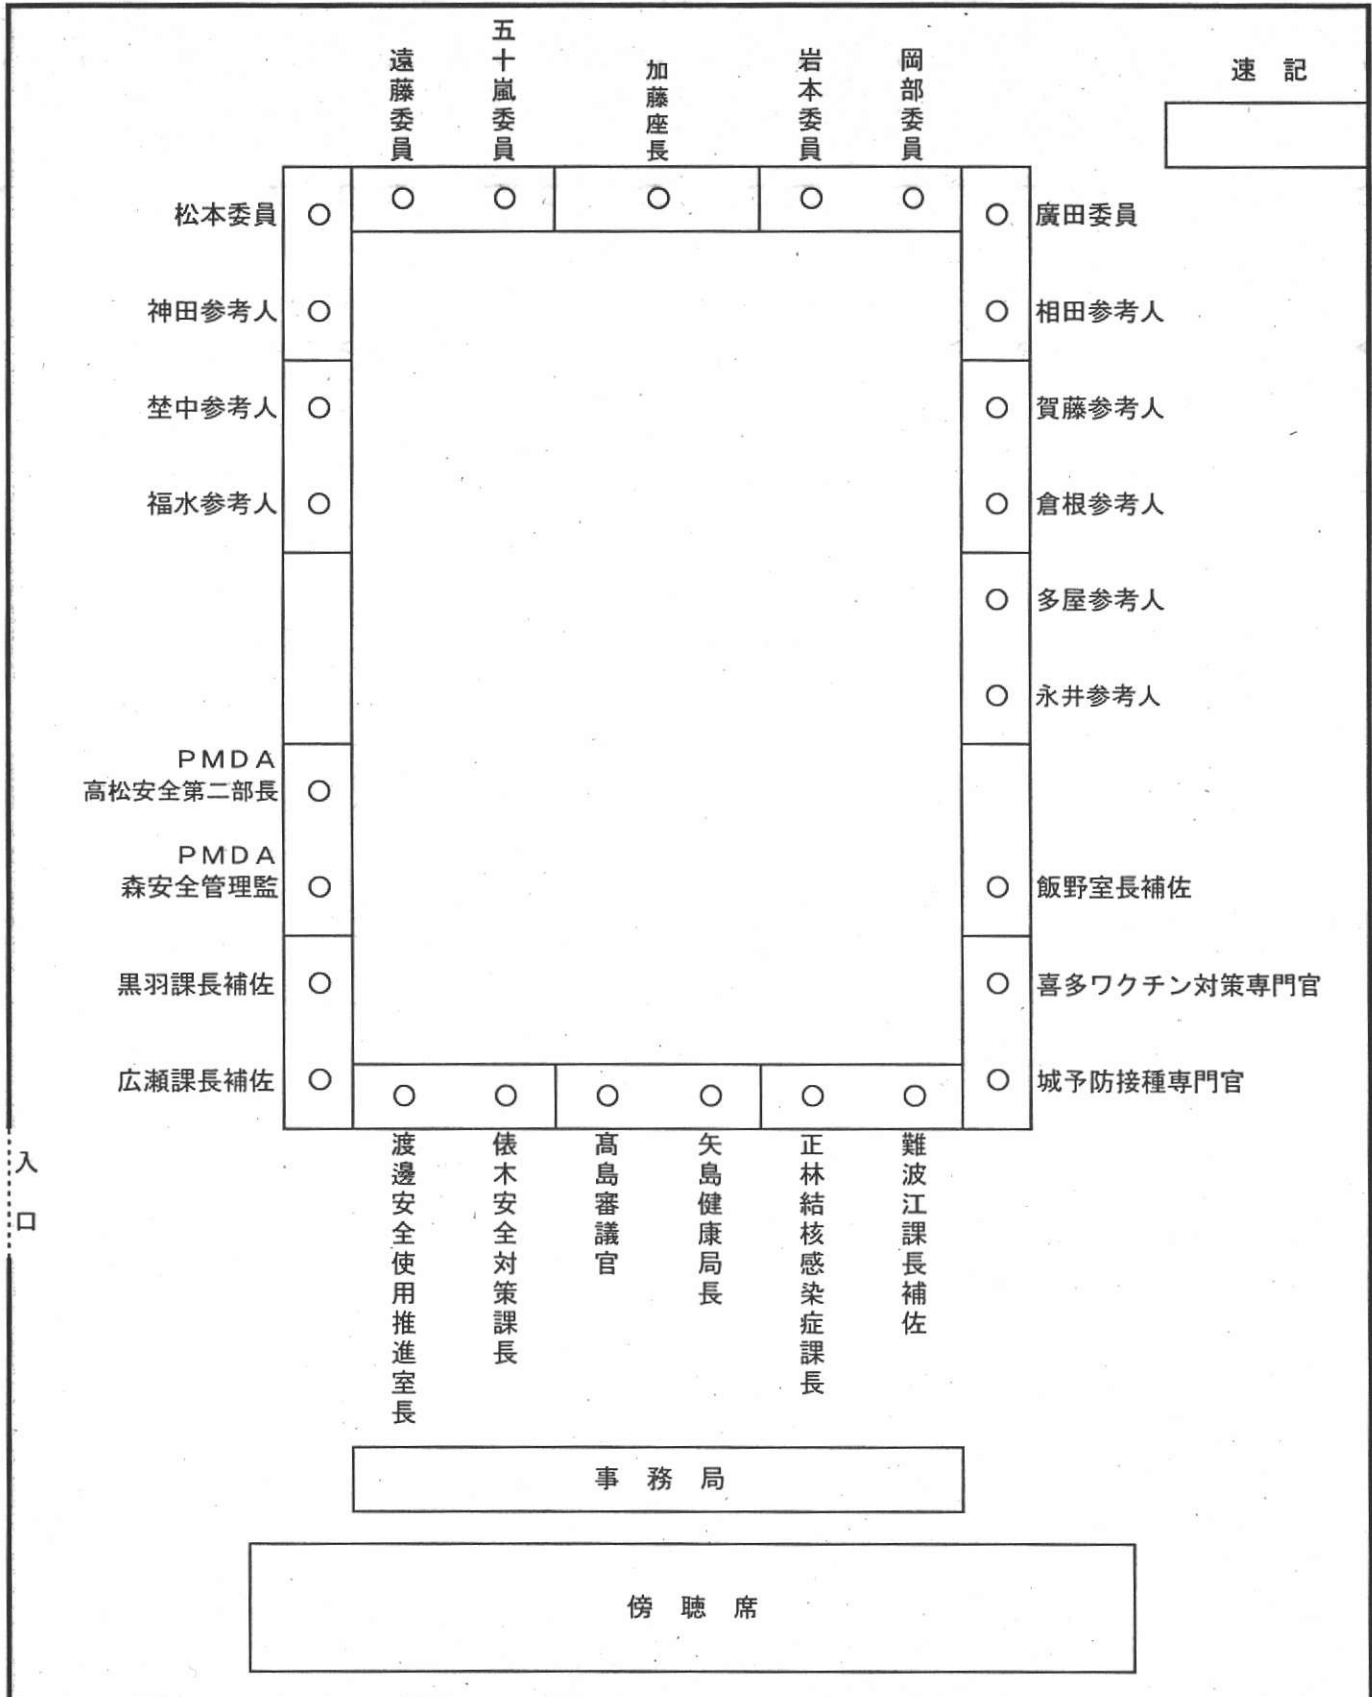 速 記
遠藤委員
五十嵐委員
加藤座長
岩本委員
岡部委員
松本委員
廣田委員
神田参考人
相田参考人
埜中参考人
賀藤参考人
福水参考人
倉根参考人
多屋参考人
永井参考人
PMDA
高松安全第二部長
PMDA
森安全管理監
飯野室長補佐
黒羽課長補佐
喜多ワクチン対策専門官
広瀬課長補佐
城予防接種専門官
入口
渡邊安全使用推進室長
俵木安全対策課長
髙島審議官
矢島健康局長
正林結核感染症課長
難波江課長補佐
事 務 局
傍 聴 席